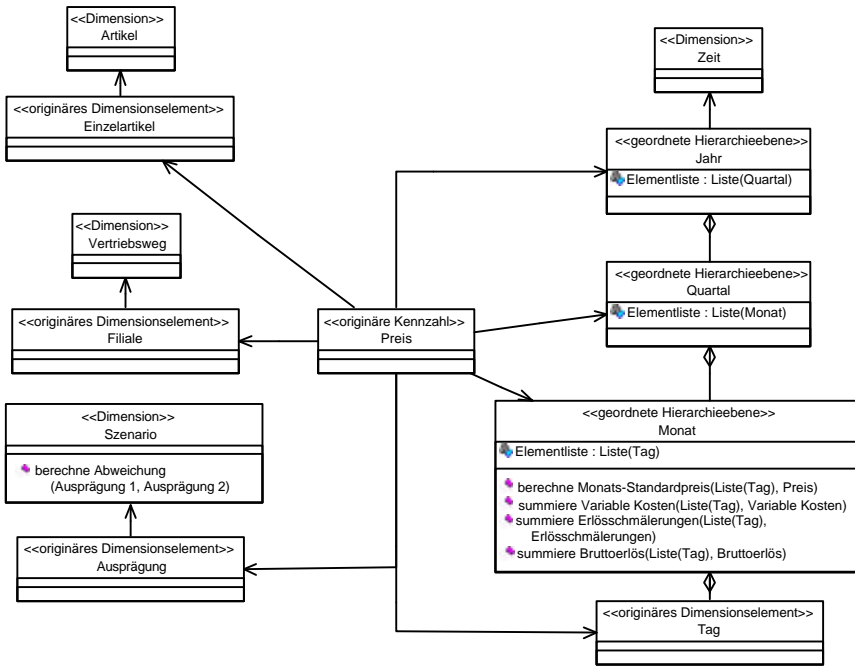 <<Dimension>>
Artikel
<<originäres Dimensionselement>>
Einzelartikel
<<Dimension>>
Vertriebsweg
<<originäres Dimensionselement>>
Filiale
<<Dimension>>
Szenario
berechne Abweichung
(Ausprägung 1, Ausprägung 2)
<<originäres Dimensionselement>>
Ausprägung
<<originäre Kennzahl>>
Preis
<<Dimension>>
Zeit
<<geordnete Hierarchieebene>>
Jahr
Elementliste : Liste(Quartal)
<<geordnete Hierarchieebene>>
Quartal
Elementliste : Liste(Monat)
<<geordnete Hierarchieebene>>
Monat
Elementliste : Liste(Tag)
berechne Monats-Standardpreis(Liste(Tag), Preis)
summiere Variable Kosten(Liste(Tag), Variable Kosten)
summiere Erlösschmälerungen(Liste(Tag),
Erlösschmälerungen)
summiere Bruttoerlös(Liste(Tag), Bruttoerlös)
<<originäres Dimensionselement>>
Tag